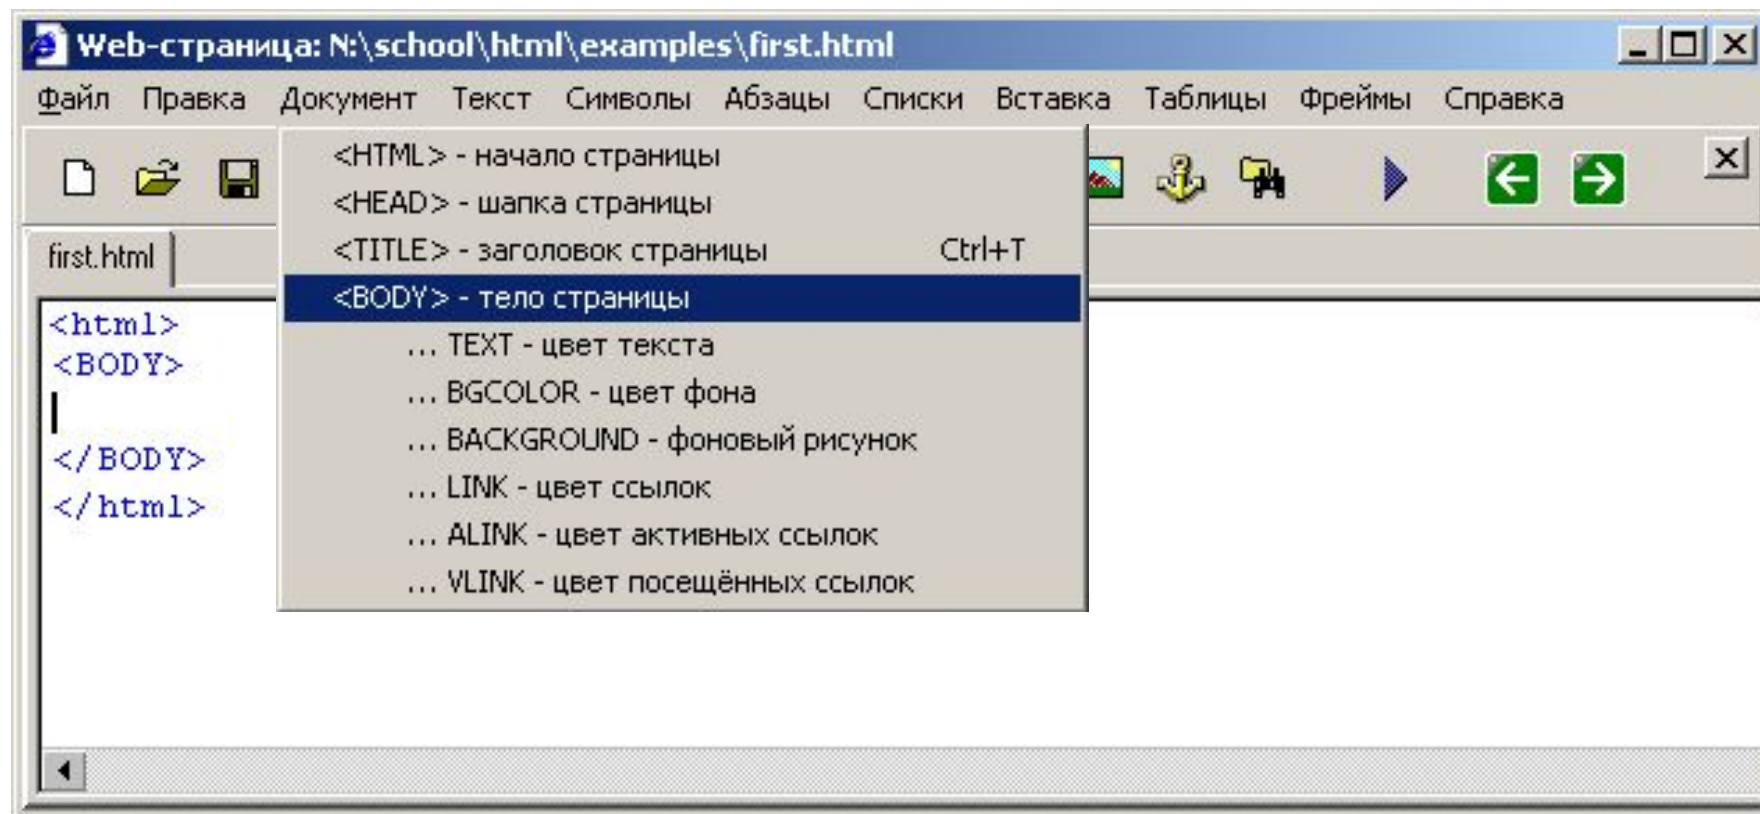 Web-страница: N:\school\html\examples\first.html
Файл Правка Документ Текст Символы Абзацы Списки Вставка Таблицы Фреймы Справка
<HTML> - начало страницы
<HEAD> - шапка страницы
<TITLE> - заголовок страницы Ctrl+T
<BODY> - тело страницы
... TEXT - цвет текста
... BGCOLOR - цвет фона
... BACKGROUND - фоновый рисунок
... LINK - цвет ссылок
... ALINK - цвет активных ссылок
... VLINK - цвет посещённых ссылок
first.html
<html>
<BODY>
</BODY>
</html>